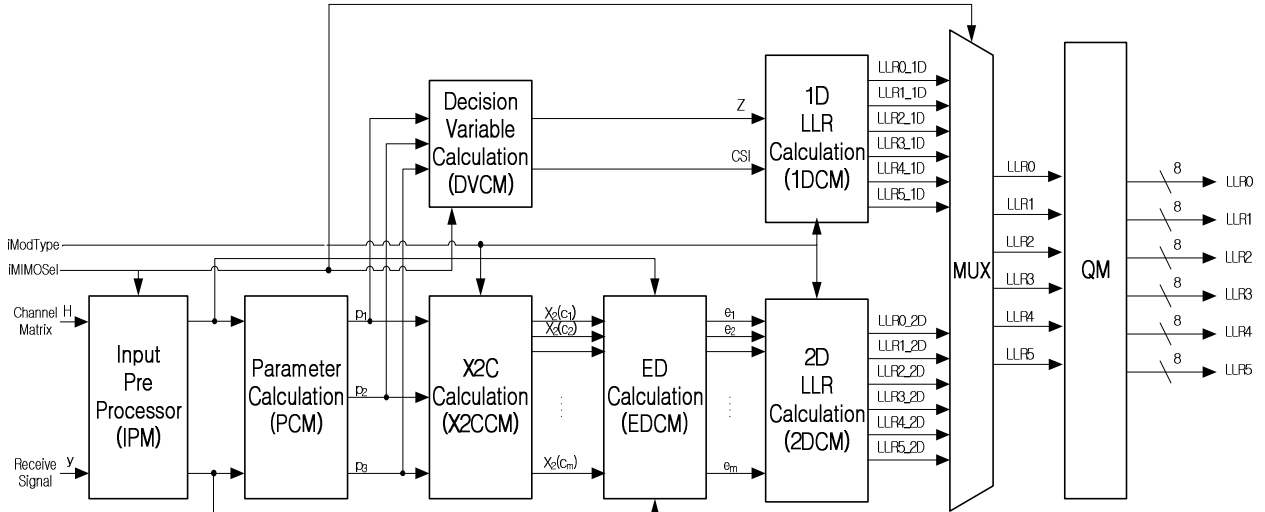 Decision
Variable
Calculation
(DVCM)
Z
CSI
1D
LLR
Calculation
(1DCM)
LLR0_1D
LLR1_1D
LLR2_1D
LLR3_1D
LLR4_1D
LLR5_1D
iModType
iMIMOSel
Channel
Matrix
H
Receive
Signal
y
Input
Pre
Processor
(IPM)
Parameter
Calculation
(PCM)
p1
p2
p3
X2C
Calculation
(X2CCM)
X2(c1)
X2(c2)
X2(cm)
ED
Calculation
(EDCM)
e1
e2
em
2D
LLR
Calculation
(2DCM)
LLR0_2D
LLR1_2D
LLR2_2D
LLR3_2D
LLR4_2D
LLR5_2D
MUX
LLR0
LLR1
LLR2
LLR3
LLR4
LLR5
QM
8 LLR0
8 LLR1
8 LLR2
8 LLR3
8 LLR4
8 LLR5